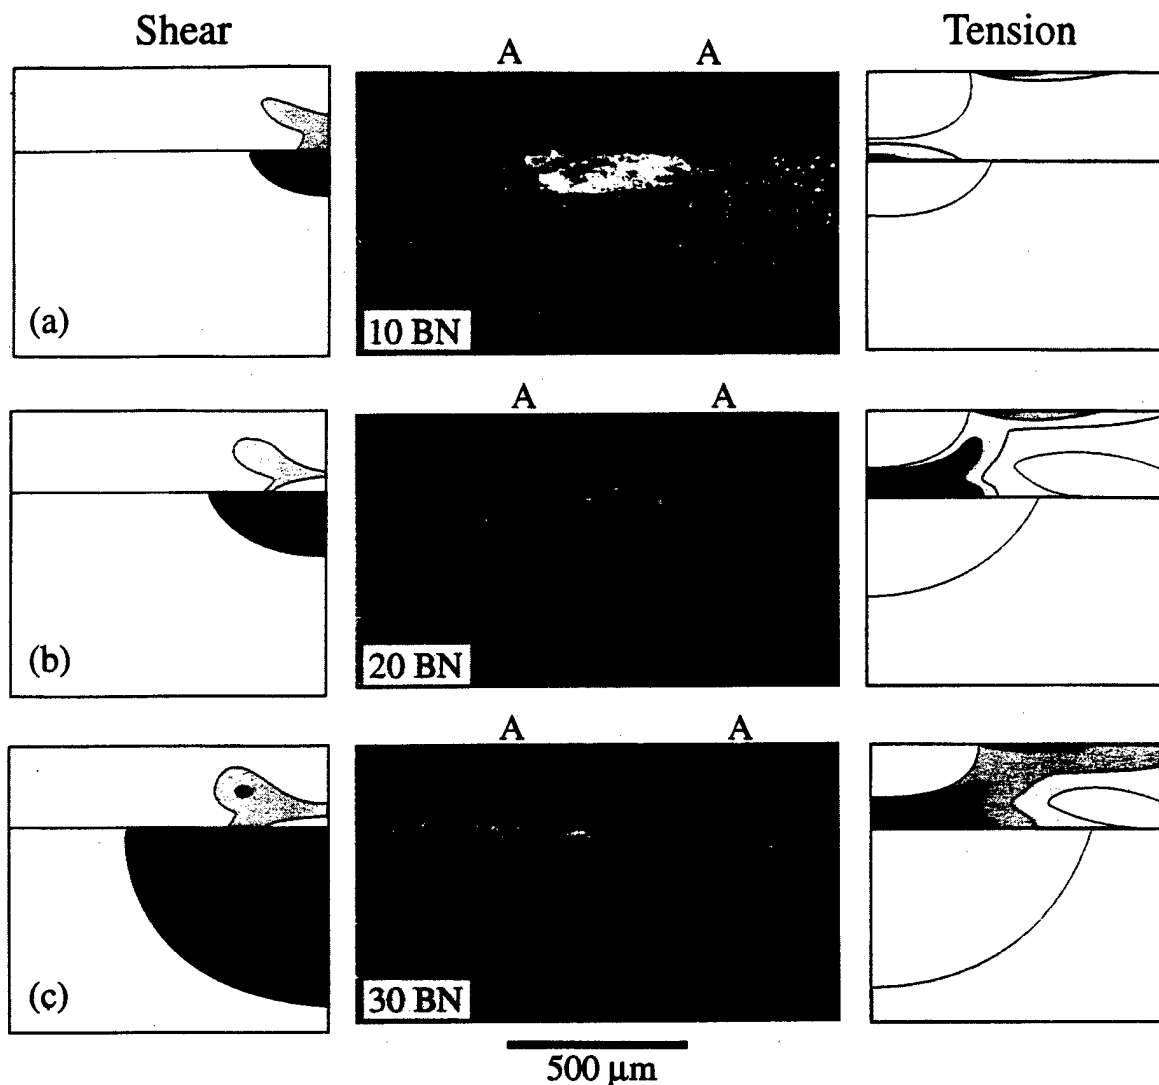 Shear
Tension
A A
(a)
10 BN
A A
(b)
20 BN
A A
(c)
30 BN
500 μm